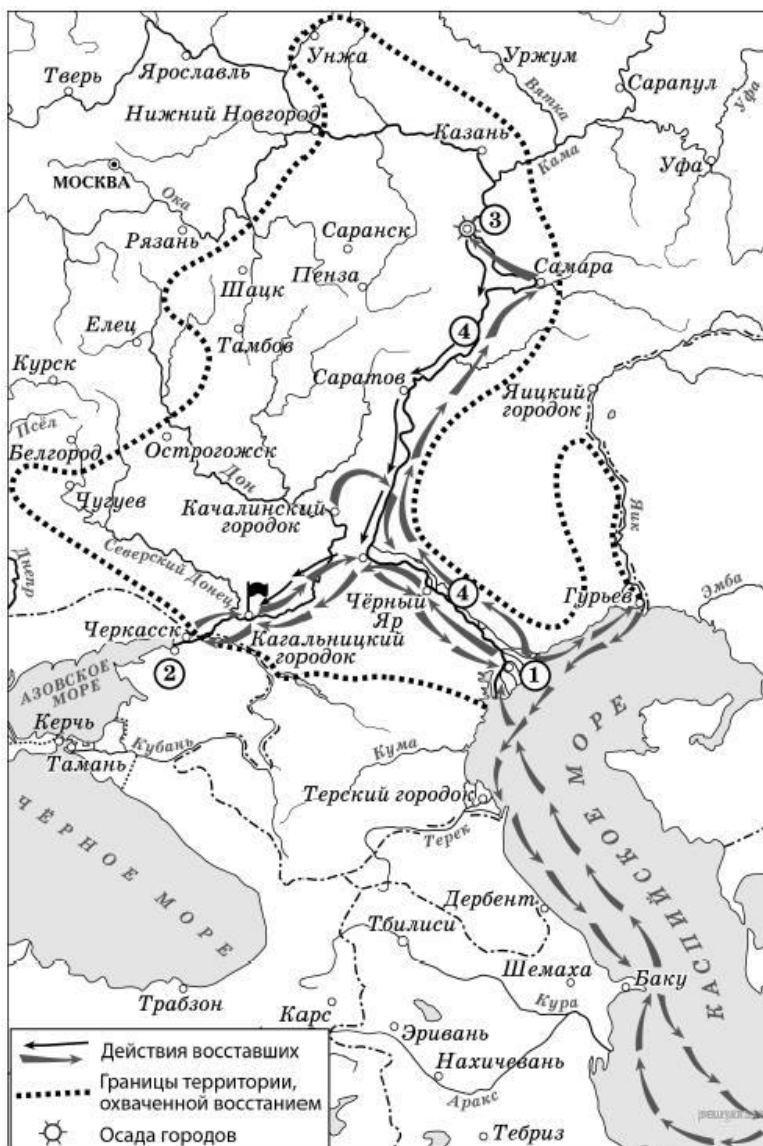 Унжа
Уржум
Тверь
Ярославль
Вятка
Сарапул
Уфа
Нижний Новгород
Казань
Кама
Уфа
МОСКВА
Ока
Рязань
Саранск
3
Самара
Шацк
Пенза
Елец
Тамбов
4
Курск
Саратов
Яицкий
городок
Псёл
Белгород
Острогожск
Дон
Чугуев
Качалинский
городок
Яик
Северский Донец
Днепр
Чёрный
Яр
4
Гурьев
Эмба
Черкасск
Кагальницкий
городок
2
1
АЗОВСКОЕ
МОРЕ
Керчь
Тамань
Кубань
Кума
Терский городок
Терек
КАСПИЙСКОЕ МОРЕ
ЧЁРНОЕ МОРЕ
Дербент
Тбилиси
Шемаха
Баку
Трабзон
Карс
Кура
Эривань
Нахичевань
Аракс
Тебриз
Действия восставших
Границы территории,
охваченной восстанием
Осада городов